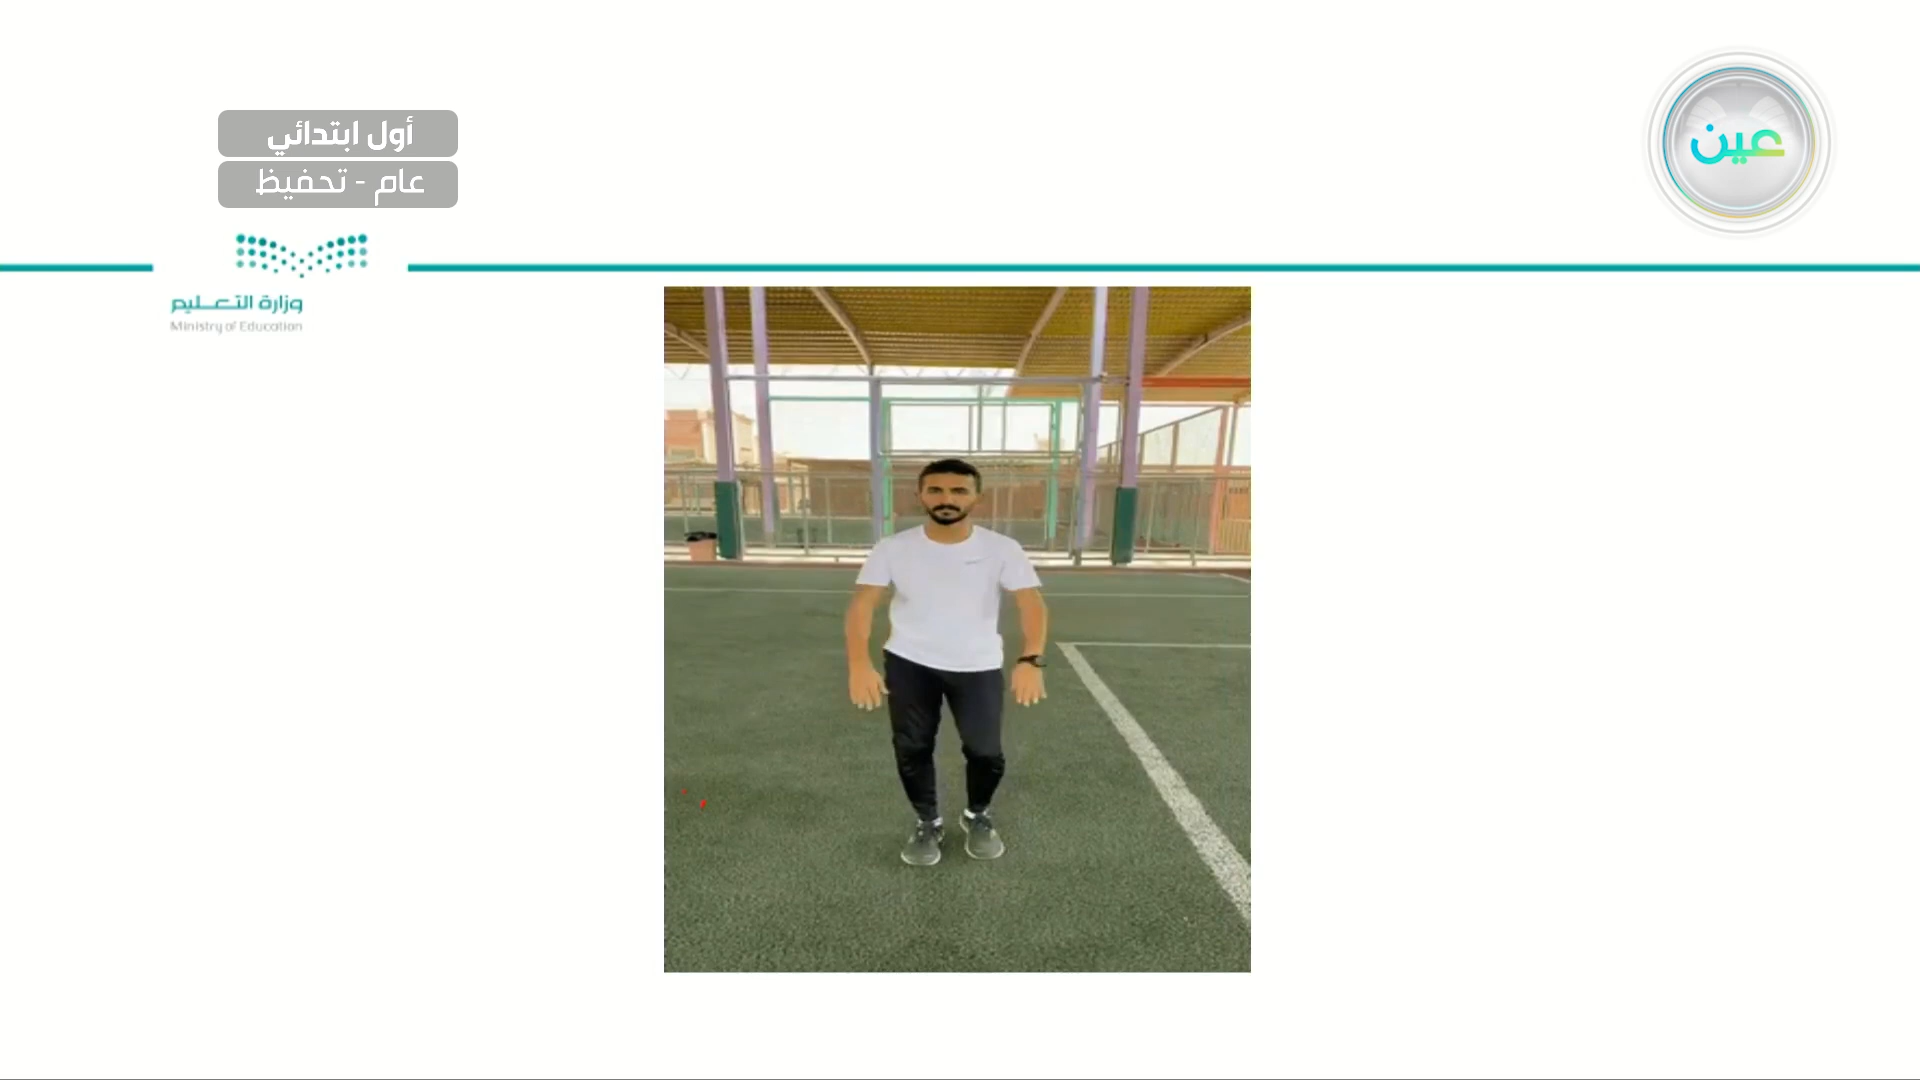 أول ابتدائي
عام - تحفيظ
عين
وزارة التعليم
Ministry of Education